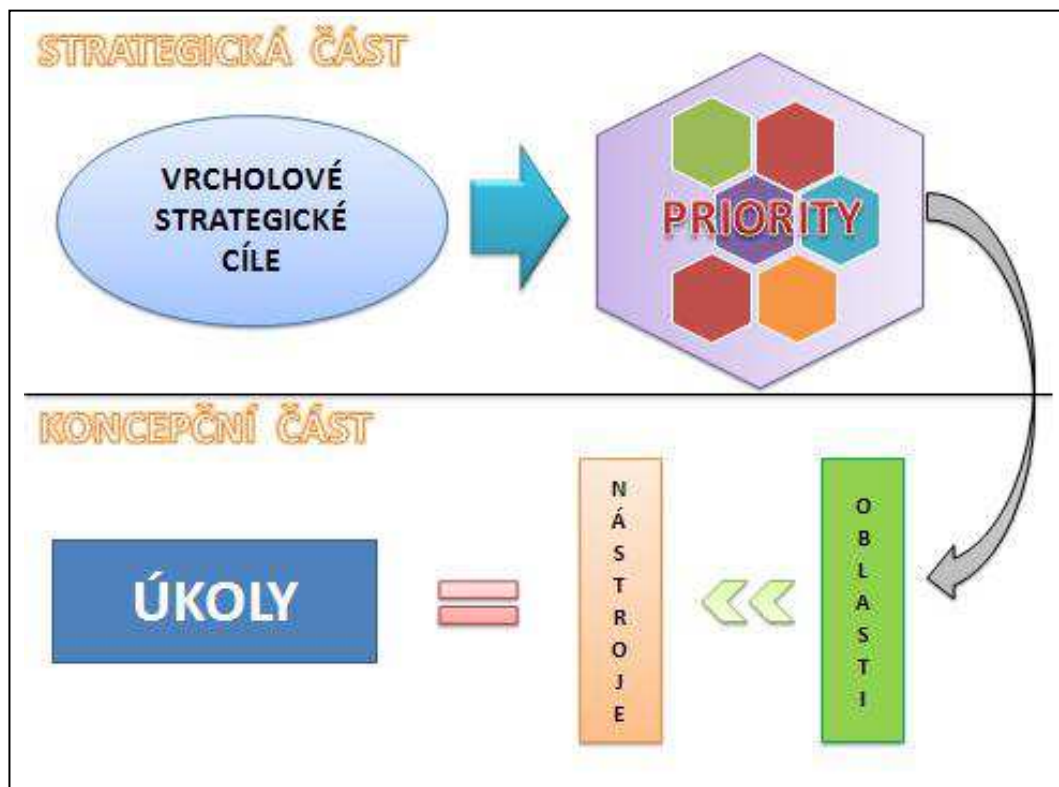 STRATEGICKÁ ČÁST
VRCHOLOVÉ
STRATEGICKÉ
CÍLE
PRIORITY
KONCEPČNÍ ČÁST
ÚKOLY
NÁSTROJE
OBLASTI